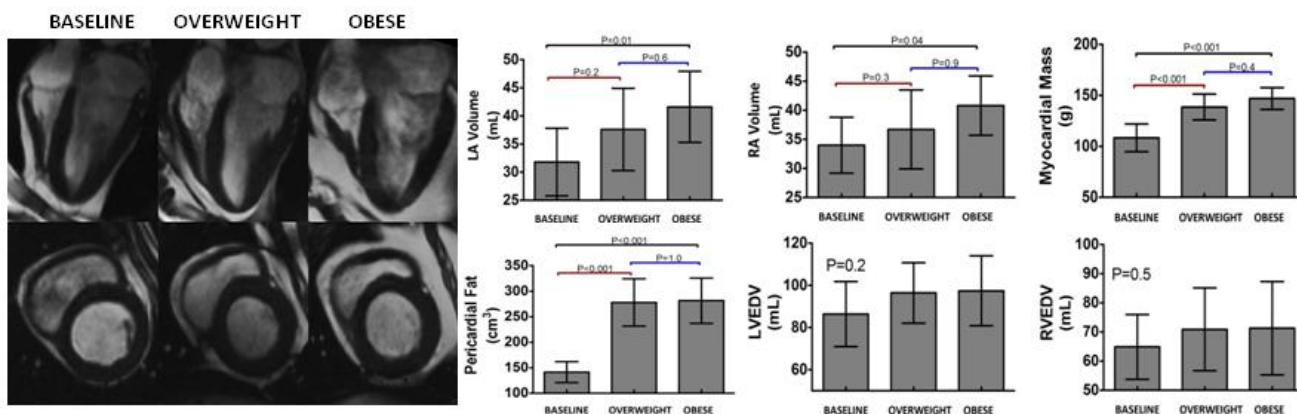 BASELINE OVERWEIGHT OBESE
P=0.01
P=0.6
P=0.2
LA Volume
(mL)
50
45
40
35
30
25
BASELINE OVERWEIGHT OBESE
P=0.04
P=0.9
P=0.3
RA Volume
(mL)
50
45
40
35
30
25
BASELINE OVERWEIGHT OBESE
P<0.001
P=0.4
P<0.001
Myocardial Mass
(g)
200
150
100
50
BASELINE OVERWEIGHT OBESE
P<0.001
P=1.0
P<0.001
Pericardial Fat
(cm3)
350
300
250
200
150
100
BASELINE OVERWEIGHT OBESE
P=0.2
LVEDV
(mL)
120
100
80
60
BASELINE OVERWEIGHT OBESE
P=0.5
RVEDV
(mL)
100
90
80
70
60
50
BASELINE OVERWEIGHT OBESE